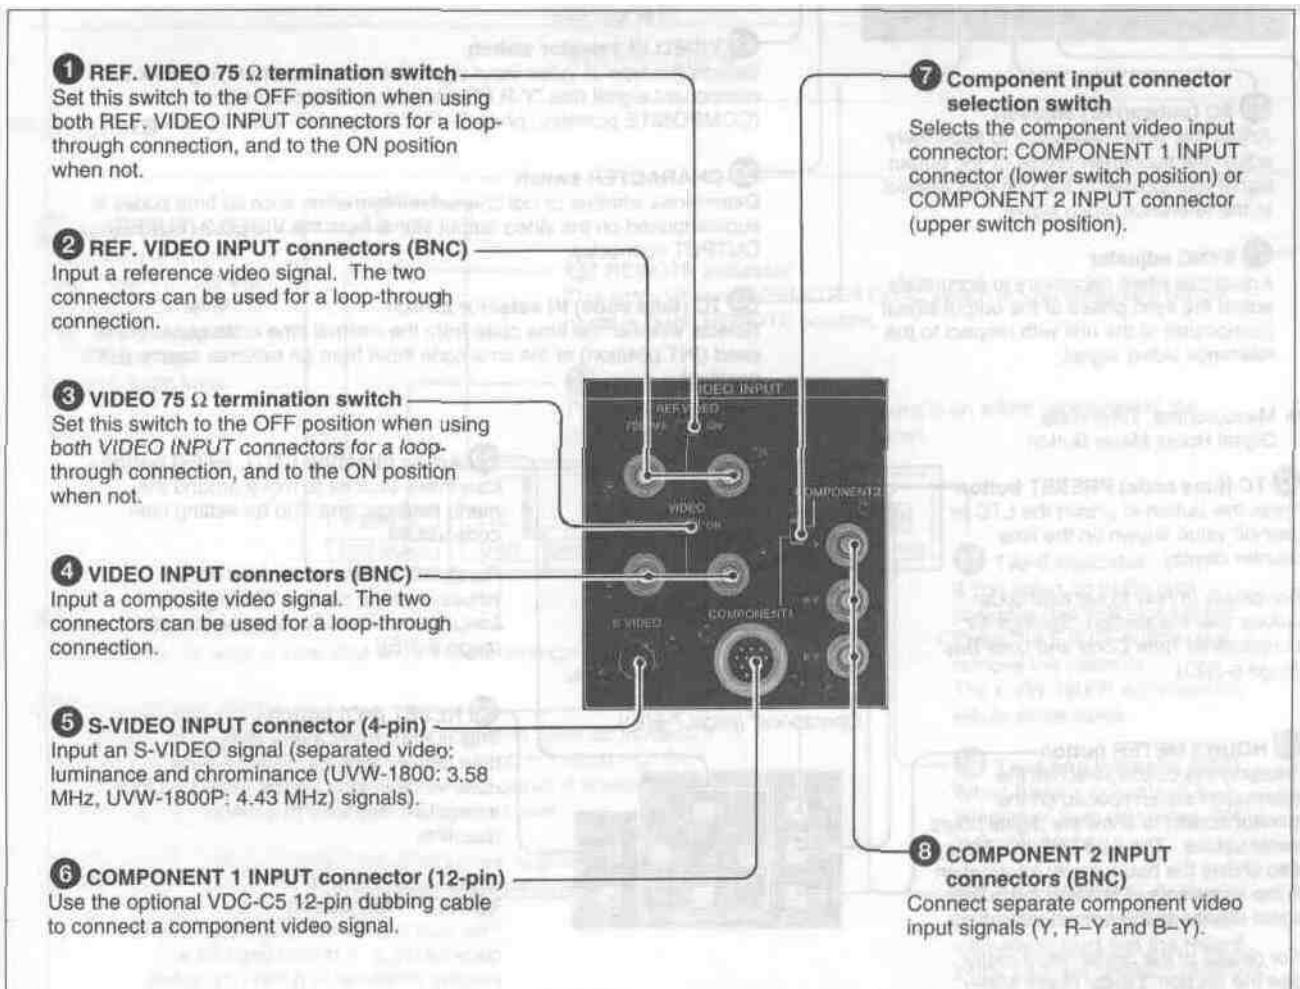 1 REF. VIDEO 75 Ω termination switch
Set this switch to the OFF position when using
both REF. VIDEO INPUT connectors for a loop-
through connection, and to the ON position
when not.
2 REF. VIDEO INPUT connectors (BNC)
Input a reference video signal. The two
connectors can be used for a loop-through
connection.
3 VIDEO 75 Ω termination switch
Set this switch to the OFF position when using
both VIDEO INPUT connectors for a loop-
through connection, and to the ON position
when not.
4 VIDEO INPUT connectors (BNC)
Input a composite video signal. The two
connectors can be used for a loop-through
connection.
5 S-VIDEO INPUT connector (4-pin)
Input an S-VIDEO signal (separated video:
luminance and chrominance (UVW-1800: 3.58
MHz, UVW-1800P: 4.43 MHz) signals).
6 COMPONENT 1 INPUT connector (12-pin)
Use the optional VDC-C5 12-pin dubbing cable
to connect a component video signal.
VIDEO INPUT
REF.VIDEO
ON
COMPONENT2
VIDEO
ON
S VIDEO
COMPONENT1
7 Component input connector
selection switch
Selects the component video input
connector: COMPONENT 1 INPUT
connector (lower switch position) or
COMPONENT 2 INPUT connector
(upper switch position).
8 COMPONENT 2 INPUT
connectors (BNC)
Connect separate component video
input signals (Y, R–Y and B–Y).